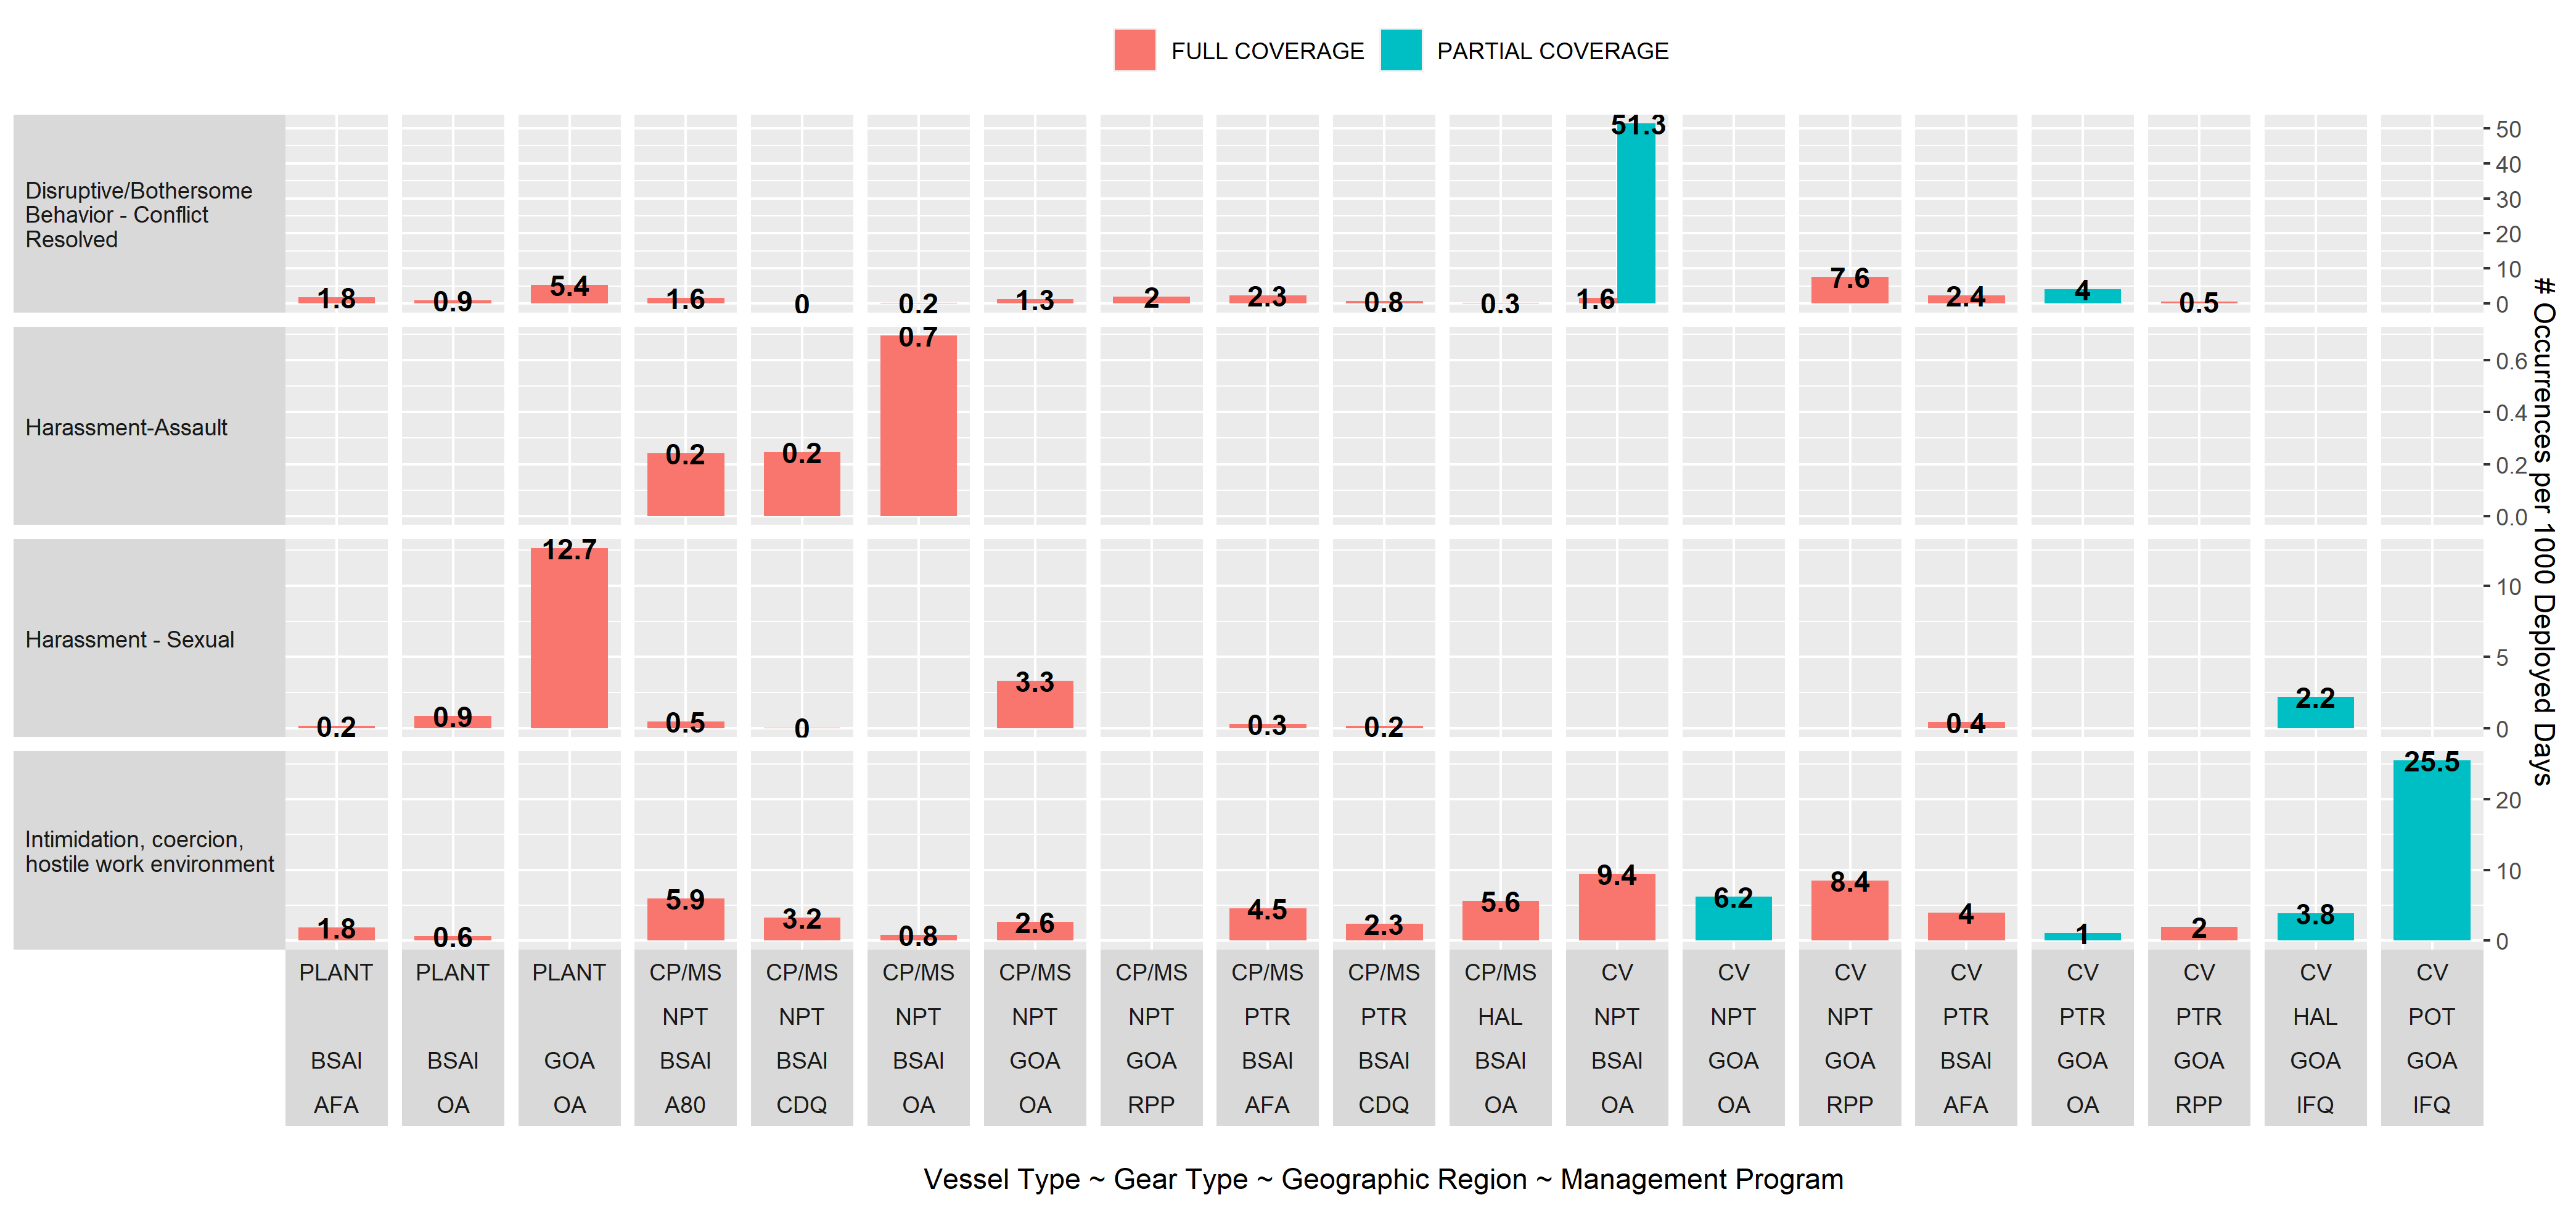 FULL COVERAGE PARTIAL COVERAGE
Disruptive/Bothersome
Behavior - Conflict
Resolved
1.8 0.9 5.4 1.6 0 0.2 1.3 2 2.3 0.8 0.3 1.6 51.3 7.6 2.4 4 0.5
50
40
30
20
10
0
Harassment-Assault
0.2 0.2 0.7
0.6
0.4
0.2
0.0
Harassment - Sexual
0.2 0.9 12.7 0.5 0 3.3 0.3 0.2 0.4 2.2
10
5
0
Intimidation, coercion,
hostile work environment
1.8 0.6 5.9 3.2 0.8 2.6 4.5 2.3 5.6 9.4 6.2 8.4 4 1 2 3.8 25.5
20
10
0
# Occurrences per 1000 Deployed Days
PLANT PLANT PLANT CP/MS CP/MS CP/MS CP/MS CP/MS CP/MS CP/MS CP/MS CV CV CV CV CV CV CV CV
NPT NPT NPT NPT NPT PTR PTR HAL NPT NPT NPT PTR PTR PTR HAL POT
BSAI BSAI GOA BSAI BSAI BSAI GOA GOA BSAI BSAI BSAI BSAI GOA GOA BSAI GOA GOA GOA GOA
AFA OA OA A80 CDQ OA OA RPP AFA CDQ OA OA OA RPP AFA OA RPP IFQ IFQ
Vessel Type ~ Gear Type ~ Geographic Region ~ Management Program